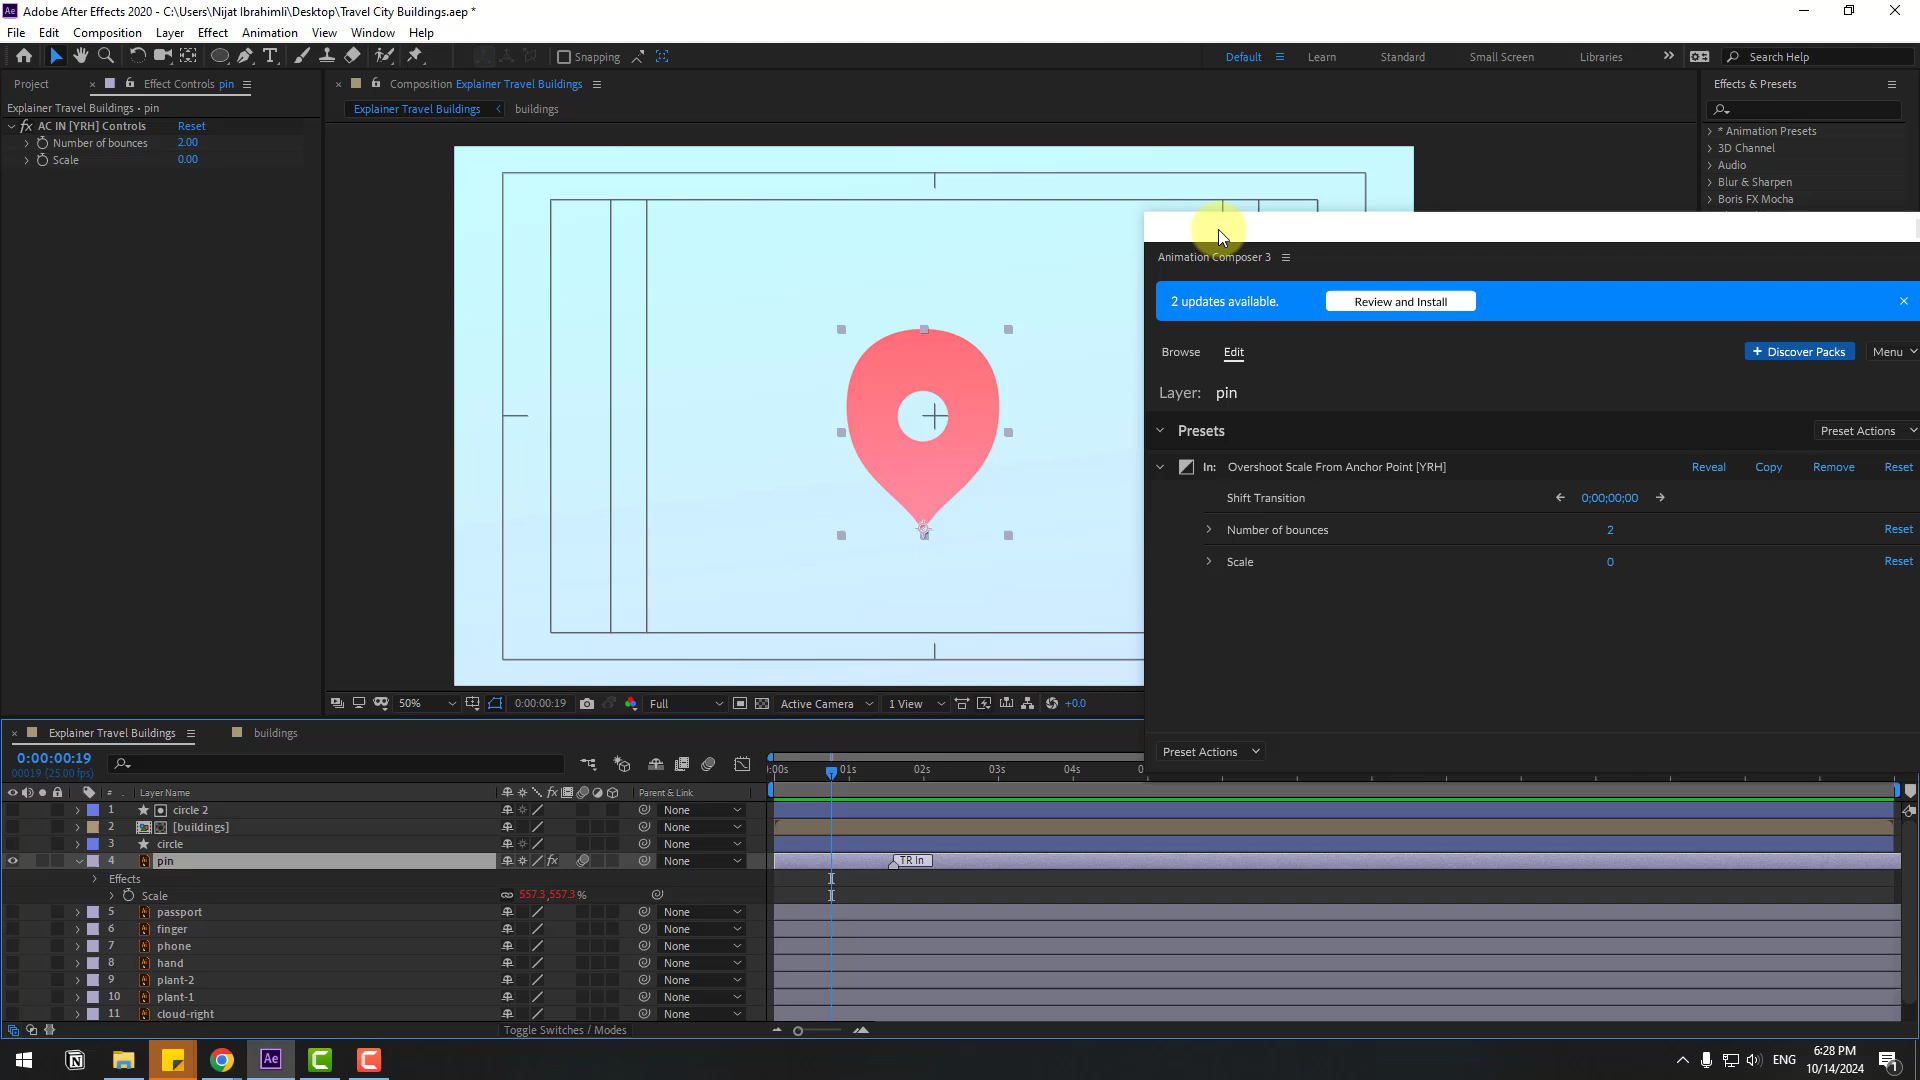 Adobe After Effects 2020 - C:\Users\Nijat Ibrahimli\Desktop\Travel City Buildings.aep *
File Edit Composition Layer Effect Animation View Window Help
Snapping
Default Learn Standard Small Screen Libraries Search Help
Project Effect Controls pin
Composition Explainer Travel Buildings
Effects & Presets
Explainer Travel Buildings • pin
Explainer Travel Buildings buildings
fx AC IN [YRH] Controls Reset
Number of bounces 2.00
Scale 0.00
* Animation Presets
3D Channel
Audio
Blur & Sharpen
Boris FX Mocha
Animation Composer 3
2 updates available. Review and Install
Browse Edit + Discover Packs Menu
Layer: pin
Presets Preset Actions
In: Overshoot Scale From Anchor Point [YRH] Reveal Copy Remove Reset
Shift Transition 0;00;00;00
Number of bounces 2 Reset
Scale 0 Reset
Preset Actions
50% 0:00:00:19 Full Active Camera 1 View +0.0
Explainer Travel Buildings buildings
0:00:00:19
00019 (25.00 fps)
:00s 01s 02s 03s 04s 0
# Layer Name fx Parent & Link
1 circle 2 None
2 [buildings] None
3 circle None
4 pin fx None TR In
Effects
Scale 557.3,557.3 %
5 passport None
6 finger None
7 phone None
8 hand None
9 plant-2 None
10 plant-1 None
11 cloud-right None
Toggle Switches / Modes
Ae ENG 6:28 PM
10/14/2024 1